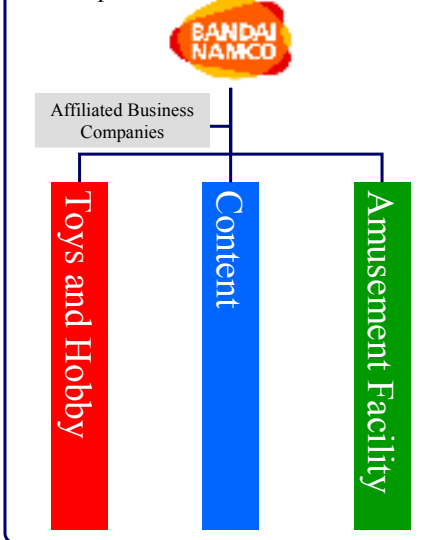 BANDAI
NAMCO
Affiliated Business
Companies
Toys and Hobby
Content
Amusement Facility